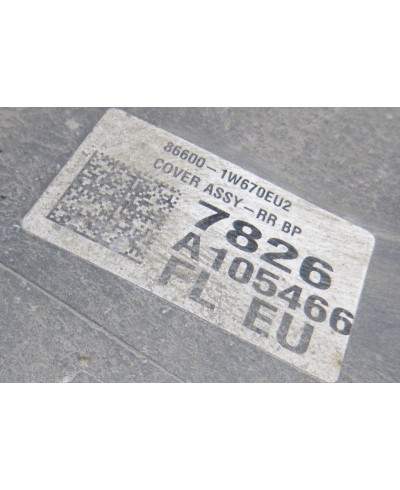 86600-1W670EU2
COVER ASSY-RR BP
7826
A105466
FL EU